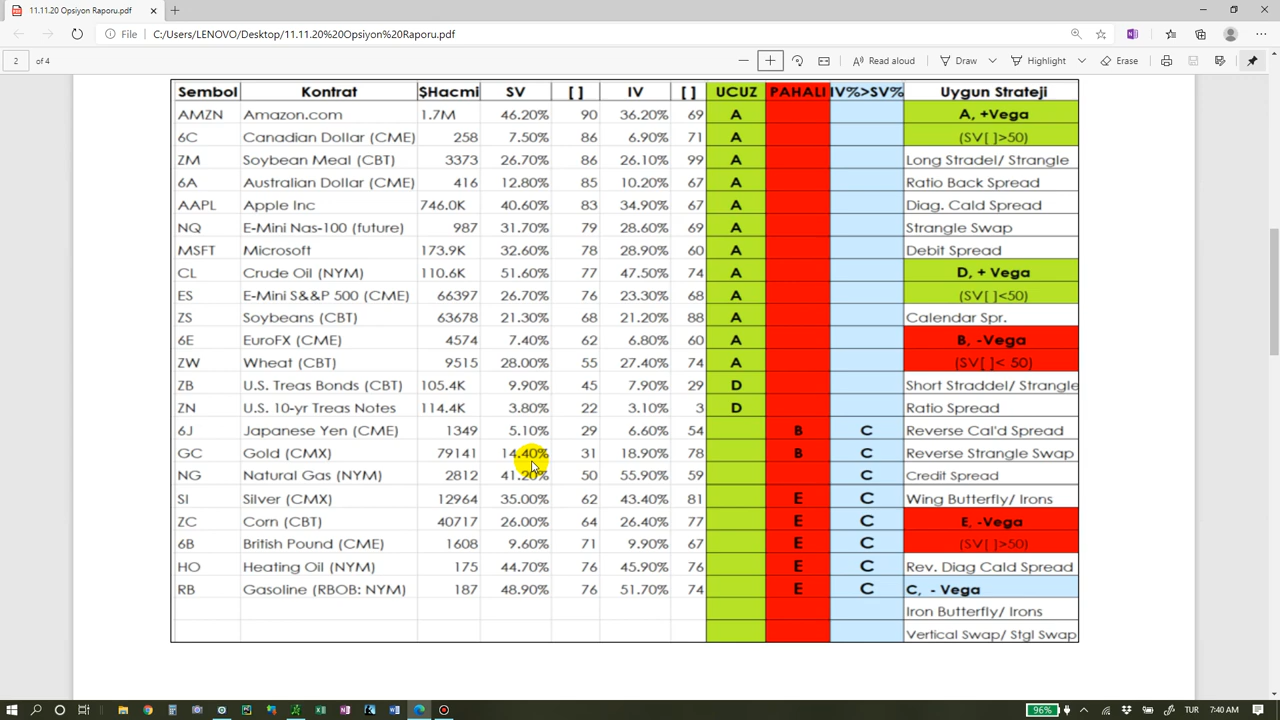 11.11.20 Opsiyon Raporu.pdf
File C:/Users/LENOVO/Desktop/11.11.20%20Opsiyon%20Raporu.pdf
2 of 4 Read aloud Draw Highlight Erase
Sembol Kontrat $Hacmi SV [ ] IV [ ] UCUZ PAHALI IV%>SV% Uygun Strateji
AMZN Amazon.com 1.7M 46.20% 90 36.20% 69 A A, +Vega
6C Canadian Dollar (CME) 258 7.50% 86 6.90% 71 A (SV[ ]>50)
ZM Soybean Meal (CBT) 3373 26.70% 86 26.10% 99 A Long Stradel/ Strangle
6A Australian Dollar (CME) 416 12.80% 85 10.20% 67 A Ratio Back Spread
AAPL Apple Inc 746.0K 40.60% 83 34.90% 67 A Diag. Cald Spread
NQ E-Mini Nas-100 (future) 987 31.70% 79 28.60% 69 A Strangle Swap
MSFT Microsoft 173.9K 32.60% 78 28.90% 60 A Debit Spread
CL Crude Oil (NYM) 110.6K 51.60% 77 47.50% 74 A D, + Vega
ES E-Mini S&&P 500 (CME) 66397 26.70% 76 23.30% 68 A (SV[ ]<50)
ZS Soybeans (CBT) 63678 21.30% 68 21.20% 88 A Calendar Spr.
6E EuroFX (CME) 4574 7.40% 62 6.80% 60 A B, -Vega
ZW Wheat (CBT) 9515 28.00% 55 27.40% 74 A (SV[ ]< 50)
ZB U.S. Treas Bonds (CBT) 105.4K 9.90% 45 7.90% 29 D Short Straddel/ Strangle
ZN U.S. 10-yr Treas Notes 114.4K 3.80% 22 3.10% 3 D Ratio Spread
6J Japanese Yen (CME) 1349 5.10% 29 6.60% 54 B C Reverse Cal'd Spread
GC Gold (CMX) 79141 14.40% 31 18.90% 78 B C Reverse Strangle Swap
NG Natural Gas (NYM) 2812 41.20% 50 55.90% 59 C Credit Spread
SI Silver (CMX) 12964 35.00% 62 43.40% 81 E C Wing Butterfly/ Irons
ZC Corn (CBT) 40717 26.00% 64 26.40% 77 E C E, -Vega
6B British Pound (CME) 1608 9.60% 71 9.90% 67 E C (SV[ ]>50)
HO Heating Oil (NYM) 175 44.70% 76 45.90% 76 E C Rev. Diag Cald Spread
RB Gasoline (RBOB: NYM) 187 48.90% 76 51.70% 74 E C C, - Vega
Iron Butterfly/ Irons
Vertical Swap/ Stgl Swap
96% TUR 7:40 AM